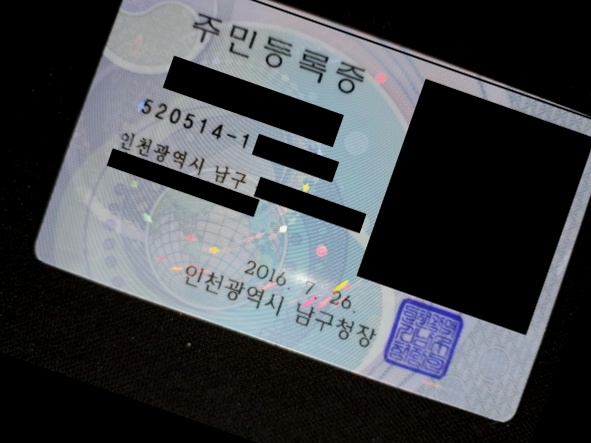 주민등록증
520514-1
인천광역시 남구
2016. 7. 26.
인천광역시 남구청장